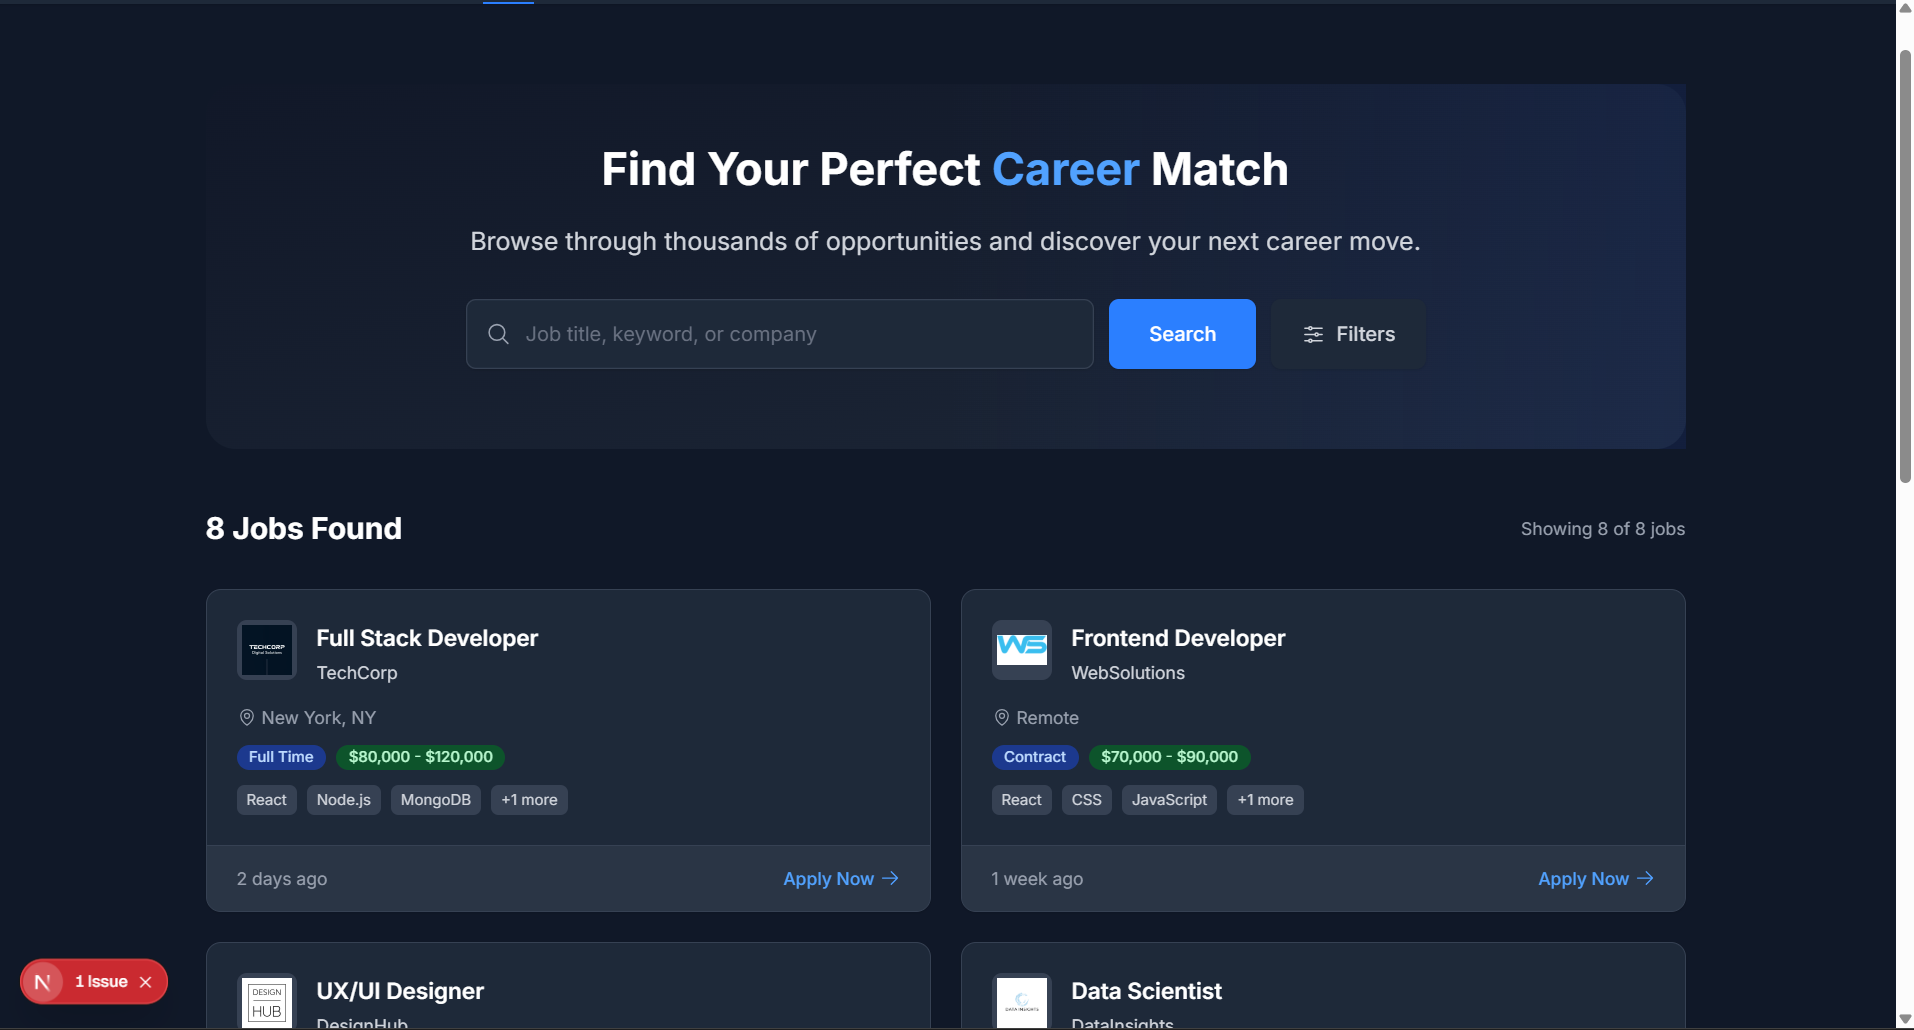 Find Your Perfect Career Match
Browse through thousands of opportunities and discover your next career move.
Job title, keyword, or company
Search
Filters
8 Jobs Found
Showing 8 of 8 jobs
TECHCORP
Digital Solutions
Full Stack Developer
TechCorp
New York, NY
Full Time
$80,000 - $120,000
React
Node.js
MongoDB
+1 more
2 days ago
Apply Now
WS
Frontend Developer
WebSolutions
Remote
Contract
$70,000 - $90,000
React
CSS
JavaScript
+1 more
1 week ago
Apply Now
DESIGN
HUB
UX/UI Designer
DesignHub
DATA INSIGHTS
Data Scientist
DataInsights
N
1 Issue